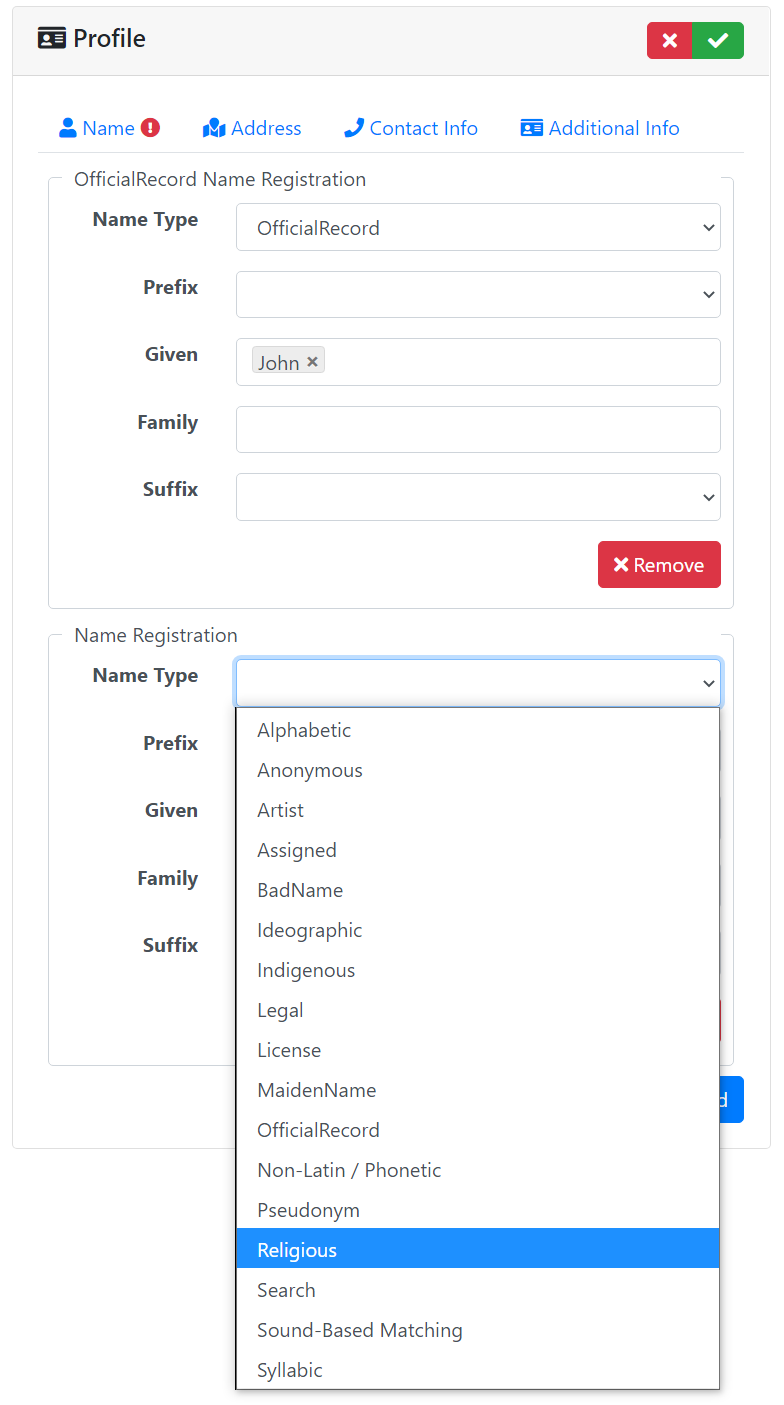 Profile
Name Address Contact Info Additional Info
OfficialRecord Name Registration
Name Type OfficialRecord
Prefix
Given John
Family
Suffix
Remove
Name Registration
Name Type
Alphabetic
Prefix
Anonymous
Given Artist
Assigned
Family BadName
Ideographic
Suffix
Indigenous
Legal
License
MaidenName
OfficialRecord
Non-Latin / Phonetic
Pseudonym
Religious
Search
Sound-Based Matching
Syllabic